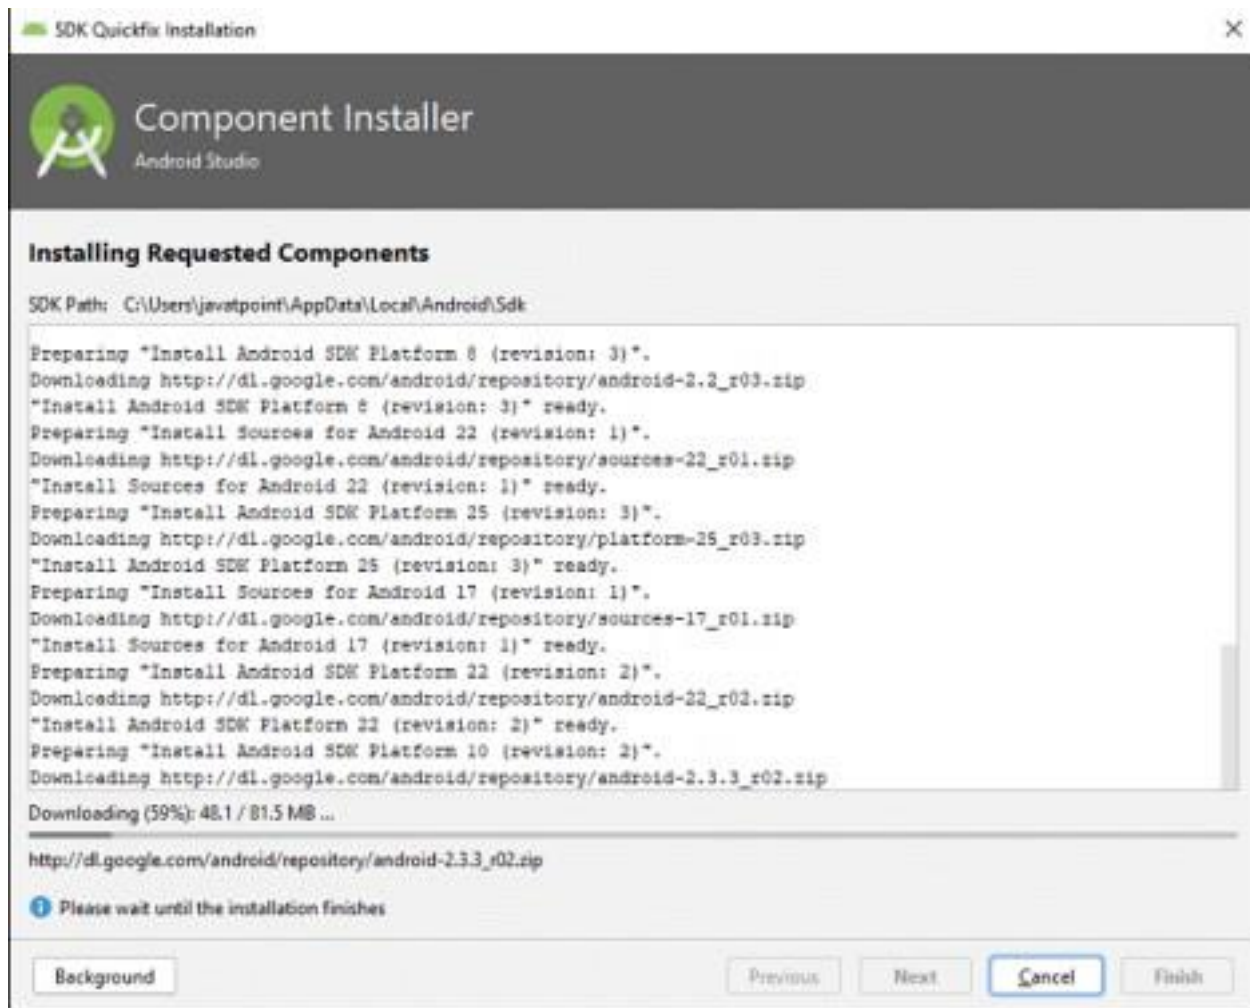 SDK Quickfix Installation
Component Installer
Android Studio
Installing Requested Components
SDK Path: C:\Users\javatpoint\AppData\Local\Android\Sdk
Preparing "Install Android SDK Platform 8 (revision: 3)".
Downloading http://dl.google.com/android/repository/android-2.2_r03.zip
"Install Android SDK Platform 8 (revision: 3)" ready.
Preparing "Install Sources for Android 22 (revision: 1)".
Downloading http://dl.google.com/android/repository/sources-22_r01.zip
"Install Sources for Android 22 (revision: 1)" ready.
Preparing "Install Android SDK Platform 25 (revision: 3)".
Downloading http://dl.google.com/android/repository/platform-25_r03.zip
"Install Android SDK Platform 25 (revision: 3)" ready.
Preparing "Install Sources for Android 17 (revision: 1)".
Downloading http://dl.google.com/android/repository/sources-17_r01.zip
"Install Sources for Android 17 (revision: 1)" ready.
Preparing "Install Android SDK Platform 22 (revision: 2)".
Downloading http://dl.google.com/android/repository/android-22_r02.zip
"Install Android SDK Platform 22 (revision: 2)" ready.
Preparing "Install Android SDK Platform 10 (revision: 2)".
Downloading http://dl.google.com/android/repository/android-2.3.3_r02.zip
Downloading (59%): 48.1 / 81.5 MB ...
http://dl.google.com/android/repository/android-2.3.3_r02.zip
Please wait until the installation finishes
Background Previous Next Cancel Finish